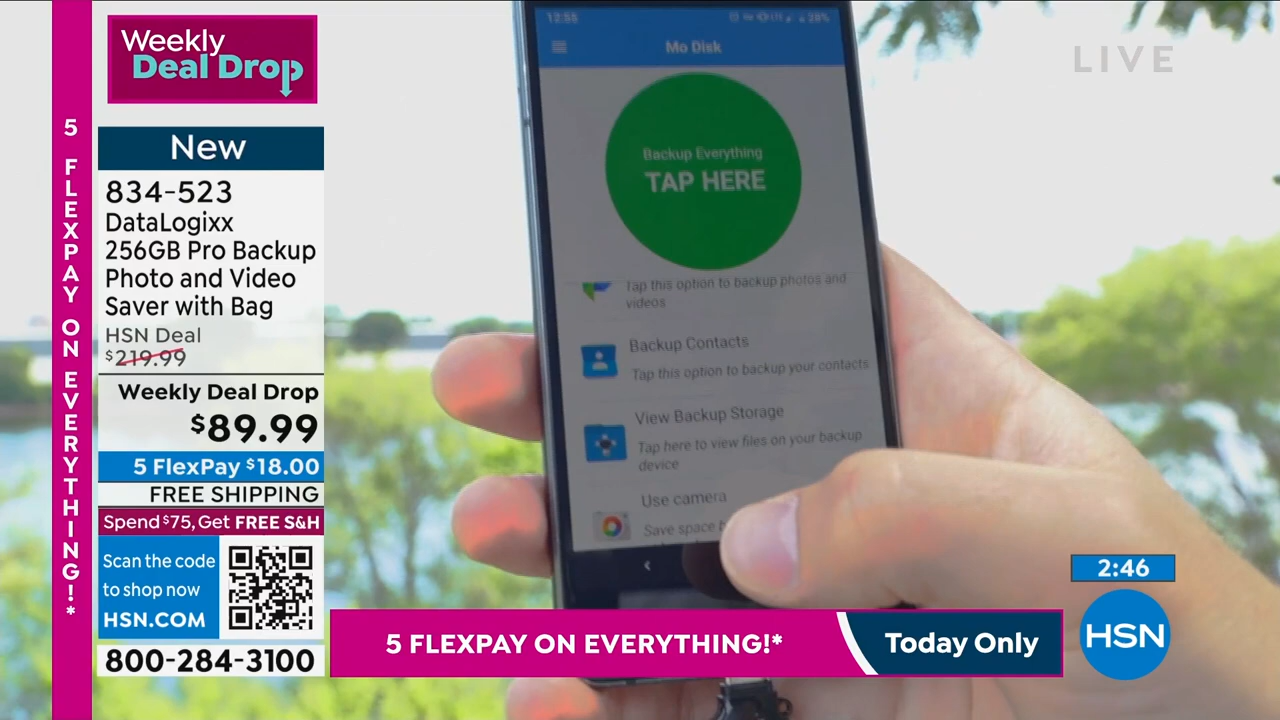 Weekly
Deal Drop
LIVE
5 FLEXPAY ON EVERYTHING!*
New
834-523
DataLogixx
256GB Pro Backup
Photo and Video
Saver with Bag
HSN Deal
$219.99
Weekly Deal Drop
$89.99
5 FlexPay $18.00
FREE SHIPPING
Spend $75, Get FREE S&H
Scan the code
to shop now
HSN.COM
800-284-3100
12:55
28%
Mo Disk
Backup Everything
TAP HERE
Tap this option to backup photos and
videos
Backup Contacts
Tap this option to backup your contacts
View Backup Storage
Tap here to view files on your backup
device
Use camera
Save space
5 FLEXPAY ON EVERYTHING!*
Today Only
2:46
HSN